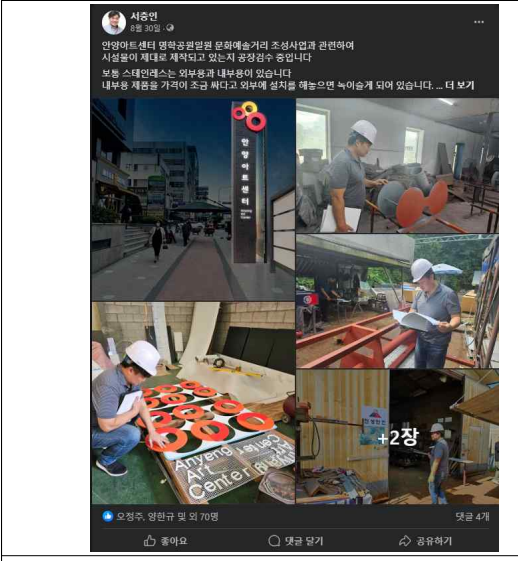 서종인
8월 30일
안양아트센터 명학공원일원 문화예술거리 조성사업과 관련하여
시설물이 제대로 제작되고 있는지 공장검수 중입니다
보통 스테인레스는 외부용과 내부용이 있습니다
내부용 제품을 가격이 조금 싸다고 외부에 설치를 해놓으면 녹이슬게 되어 있습니다. ... 더 보기
안양아트센터
Anyang
Art
Center
Anyeng
Art
Center
+2장
오정주, 양한규 및 외 70명
댓글 4개
좋아요
댓글 달기
공유하기